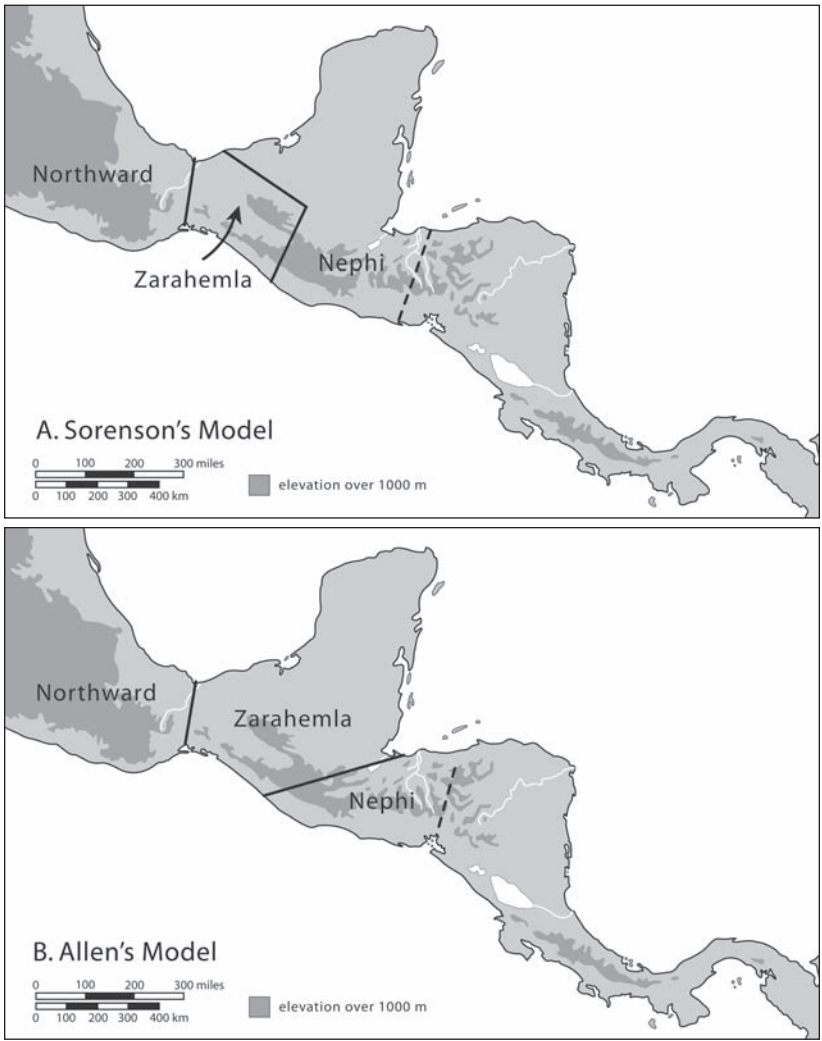 Northward
Nephi
Zarahemla
A. Sorenson's Model
0 100 200 300 miles
0 100 200 300 400 km
elevation over 1000 m
Northward
Zarahemla
Nephi
B. Allen's Model
0 100 200 300 miles
0 100 200 300 400 km
elevation over 1000 m